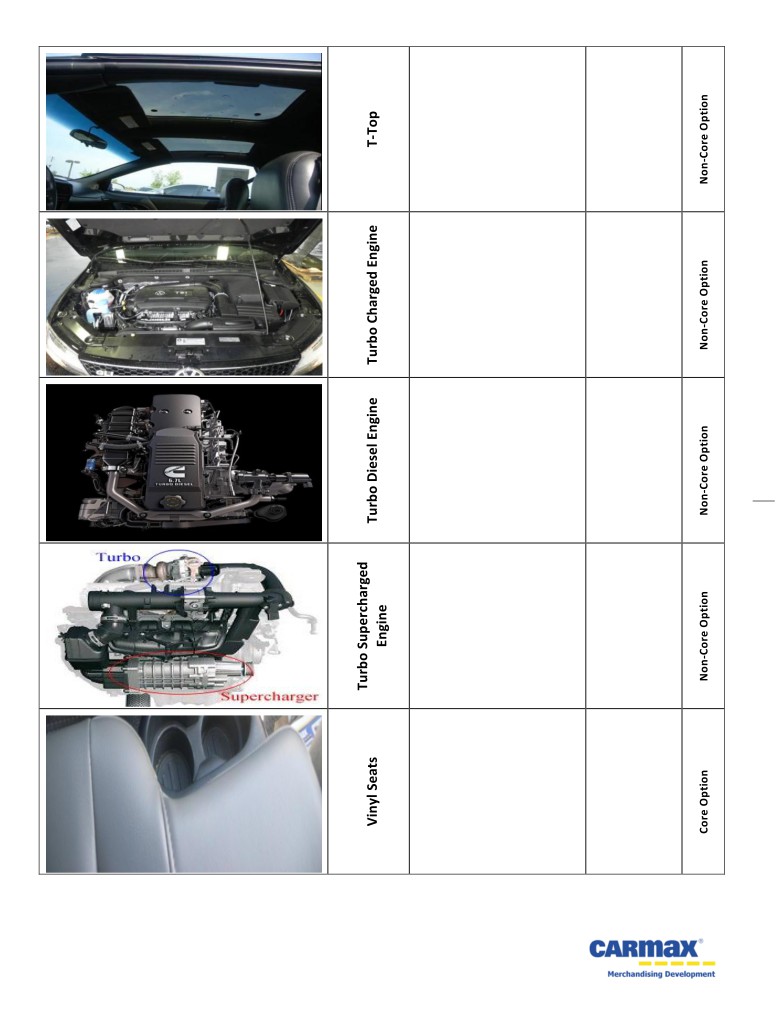 T-Top
Non-Core Option
Turbo Charged Engine
Non-Core Option
Turbo Diesel Engine
Non-Core Option
6.7L
TURBO DIESEL
Turbo
Supercharger
Turbo Supercharged
Engine
Non-Core Option
Vinyl Seats
Core Option
CARMAX®
Merchandising Development